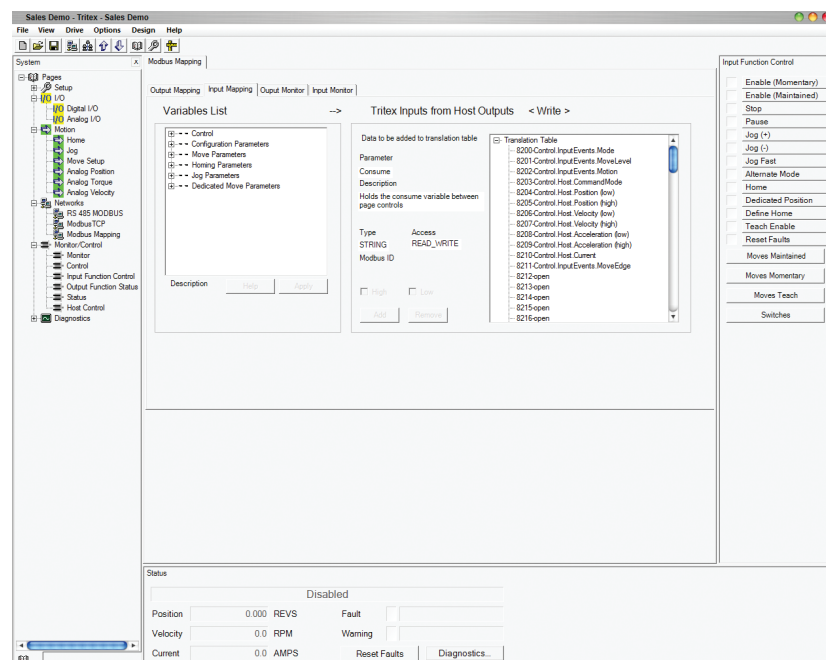 Sales Demo - Tritex - Sales Demo
File View Drive Options Design Help
System x
Pages
Setup
I/O I/O
I/O Digital I/O
I/O Analog I/O
Motion
Home
Jog
Move Setup
Analog Position
Analog Torque
Analog Velocity
Networks
RS 485 MODBUS
ModbusTCP
Modbus Mapping
Monitor/Control
Monitor
Control
Input Function Control
Output Function Status
Status
Host Control
Diagnostics
Modbus Mapping
Output Mapping Input Mapping Ouput Monitor Input Monitor
Variables List --> Tritex Inputs from Host Outputs < Write >
- - Control
- - Configuration Parameters
- - Move Parameters
- - Homing Parameters
- - Jog Parameters
- - Dedicated Move Parameters
Description Help Apply
Data to be added to translation table
Parameter
Consume
Description
Holds the consume variable between
page controls
Type Access
STRING READ_WRITE
Modbus ID
High Low
Add Remove
Translation Table
8200-Control.InputEvents.Mode
8201-Control.InputEvents.MoveLevel
8202-Control.InputEvents.Motion
8203-Control.Host.CommandMode
8204-Control.Host.Position (low)
8205-Control.Host.Position (high)
8206-Control.Host.Velocity (low)
8207-Control.Host.Velocity (high)
8208-Control.Host.Acceleration (low)
8209-Control.Host.Acceleration (high)
8210-Control.Host.Current
8211-Control.InputEvents.MoveEdge
8212-open
8213-open
8214-open
8215-open
8216-open
Input Function Control
Enable (Momentary)
Enable (Maintained)
Stop
Pause
Jog (+)
Jog (-)
Jog Fast
Alternate Mode
Home
Dedicated Position
Define Home
Teach Enable
Reset Faults
Moves Maintained
Moves Momentary
Moves Teach
Switches
Status
Disabled
Position 0.000 REVS Fault
Velocity 0.0 RPM Warning
Current 0.0 AMPS Reset Faults Diagnostics...